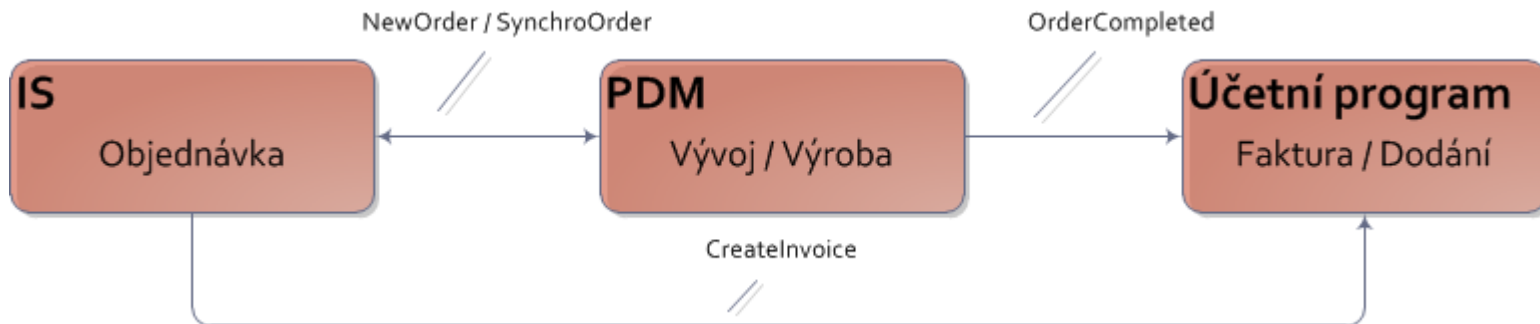 NewOrder / SynchroOrder
OrderCompleted
IS
Objednávka
PDM
Vývoj / Výroba
Účetní program
Faktura / Dodání
CreateInvoice